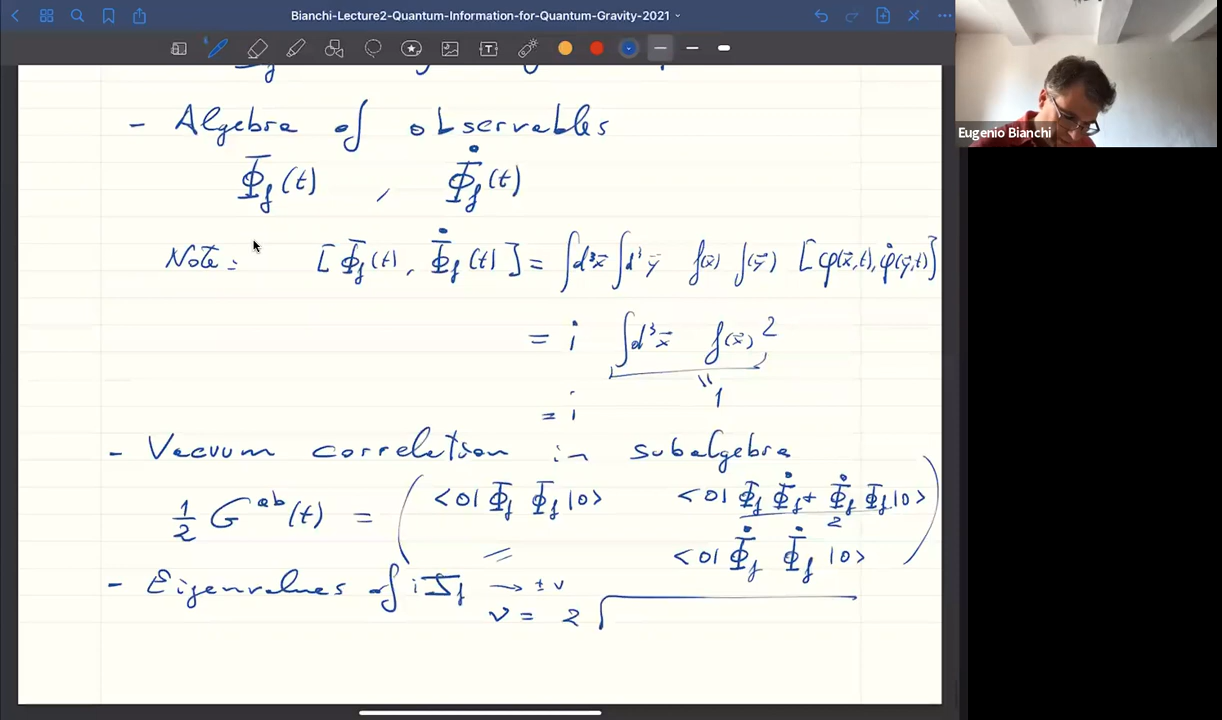 Bianchi-Lecture2-Quantum-Information-for-Quantum-Gravity-2021
Eugenio Bianchi
- Algebra of observables
Φ_f(t) , Φ̇_f(t)
Note: [Φ_f(t), Φ̇_f(t)] = ∫d³x⃗ ∫d³y⃗ f(x⃗) f(y⃗) [φ(x⃗,t), φ̇(y⃗,t)]
= i ∫d³x⃗ f(x⃗)²
" 1
= i
- Vacuum correlation in subalgebra
½ G^{ab}(t) = ( <0| Φ_f Φ_f |0> <0| Φ_f Φ̇_f + Φ̇_f Φ_f |0> )
2
= <0| Φ̇_f Φ̇_f |0>
- Eigenvalues of i J_f → ± ν
ν = 2 √